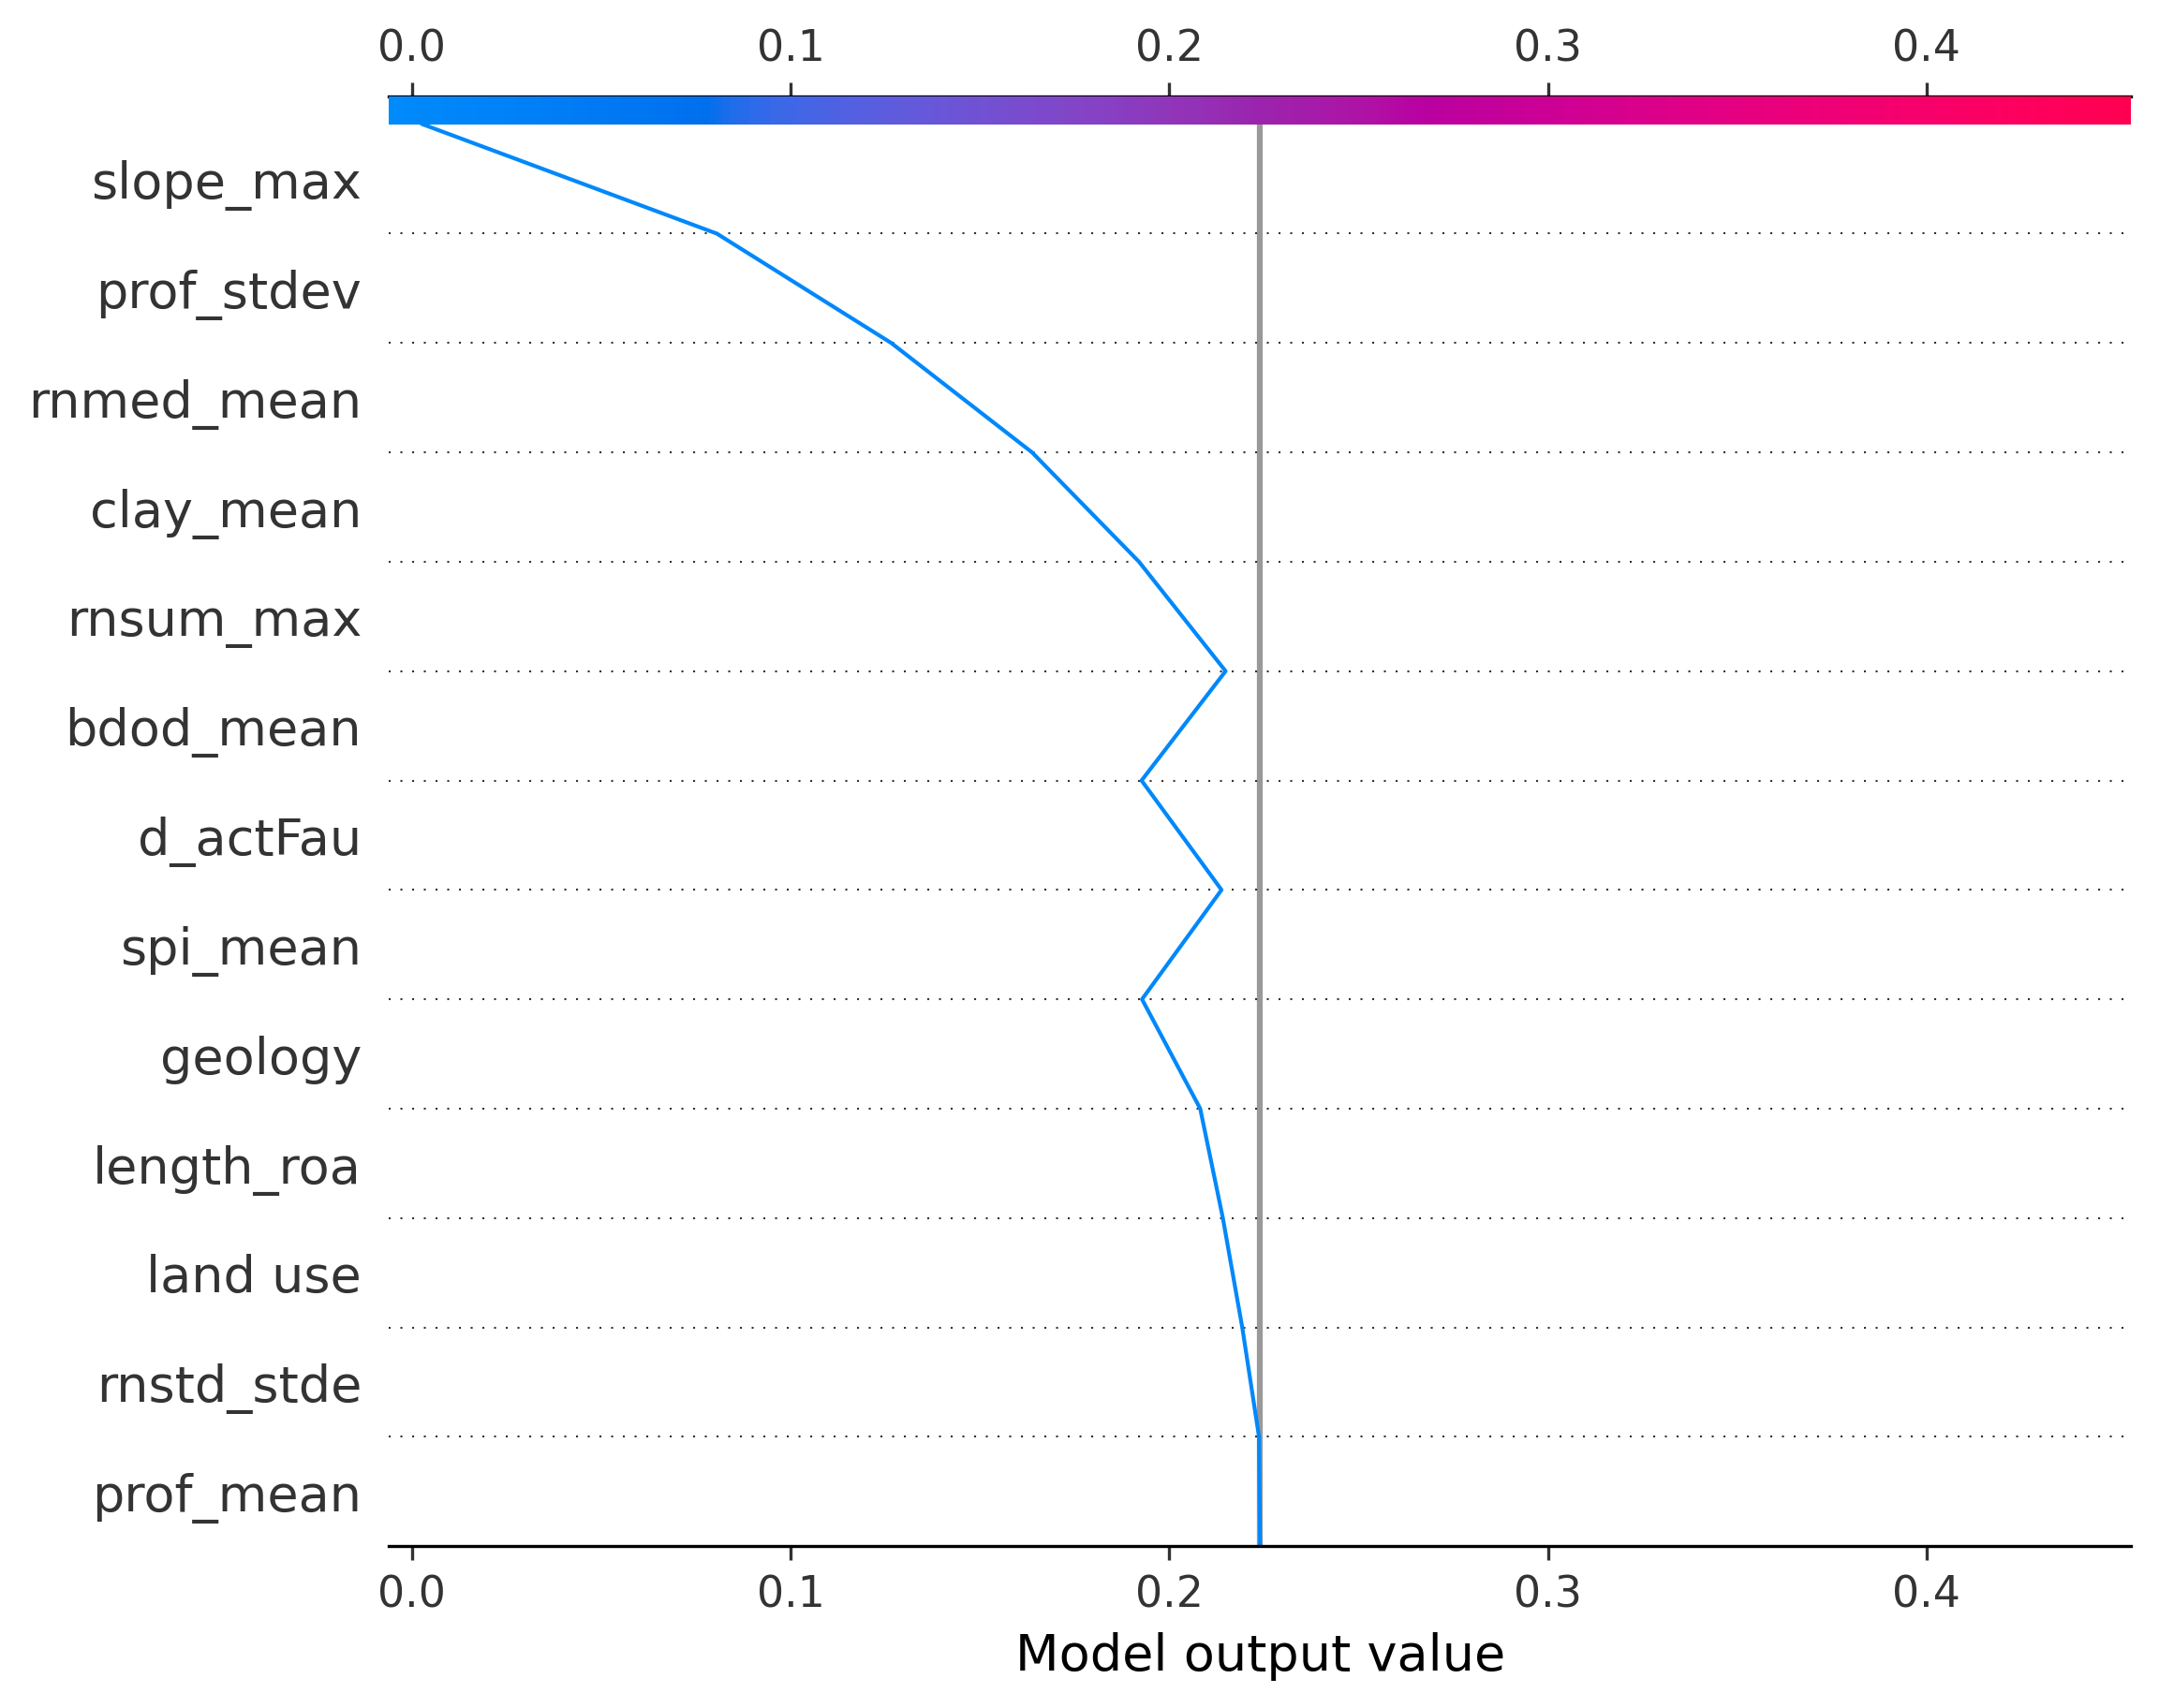 0.0 0.1 0.2 0.3 0.4
slope_max
prof_stdev
rnmed_mean
clay_mean
rnsum_max
bdod_mean
d_actFau
spi_mean
geology
length_roa
land use
rnstd_stde
prof_mean
0.0 0.1 0.2 0.3 0.4
Model output value